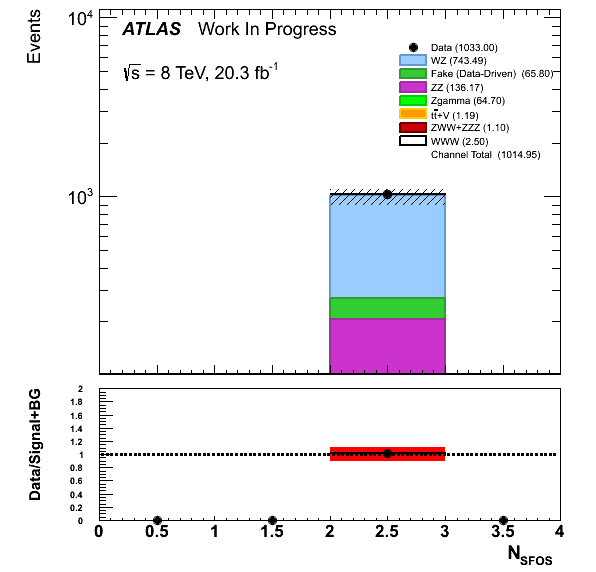 Events
10⁴
10³
ATLAS Work In Progress
√s = 8 TeV, 20.3 fb⁻¹
Data (1033.00)
WZ (743.49)
Fake (Data-Driven) (65.80)
ZZ (136.17)
Zgamma (64.70)
tt̄+V (1.19)
ZWW+ZZZ (1.10)
WWW (2.50)
Channel Total (1014.95)
Data/Signal+BG
2
1.8
1.6
1.4
1.2
1
0.8
0.6
0.4
0.2
0
0 0.5 1 1.5 2 2.5 3 3.5 4
N_SFOS